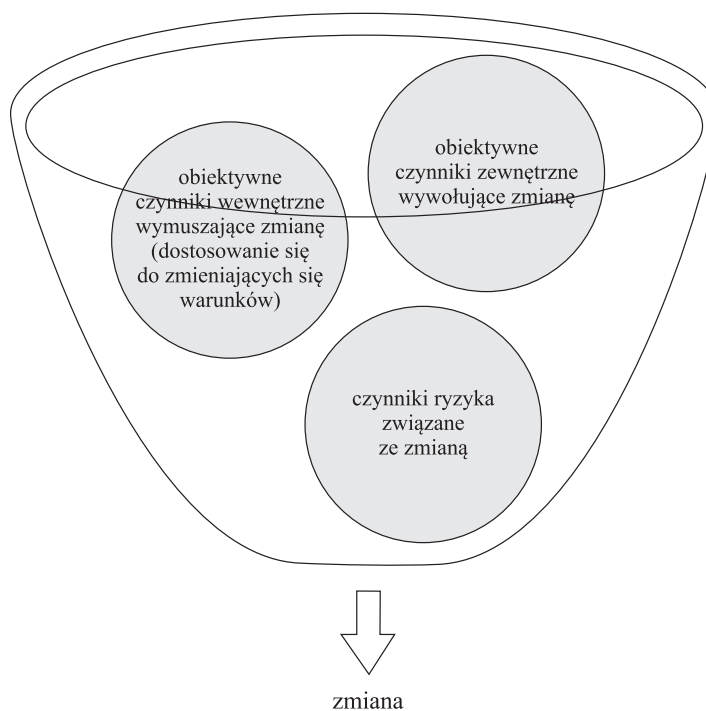 obiektywne
czynniki wewnętrzne
wymuszające zmianę
(dostosowanie się
do zmieniających się
warunków)
obiektywne
czynniki zewnętrzne
wywołujące zmianę
czynniki ryzyka
związane
ze zmianą
zmiana